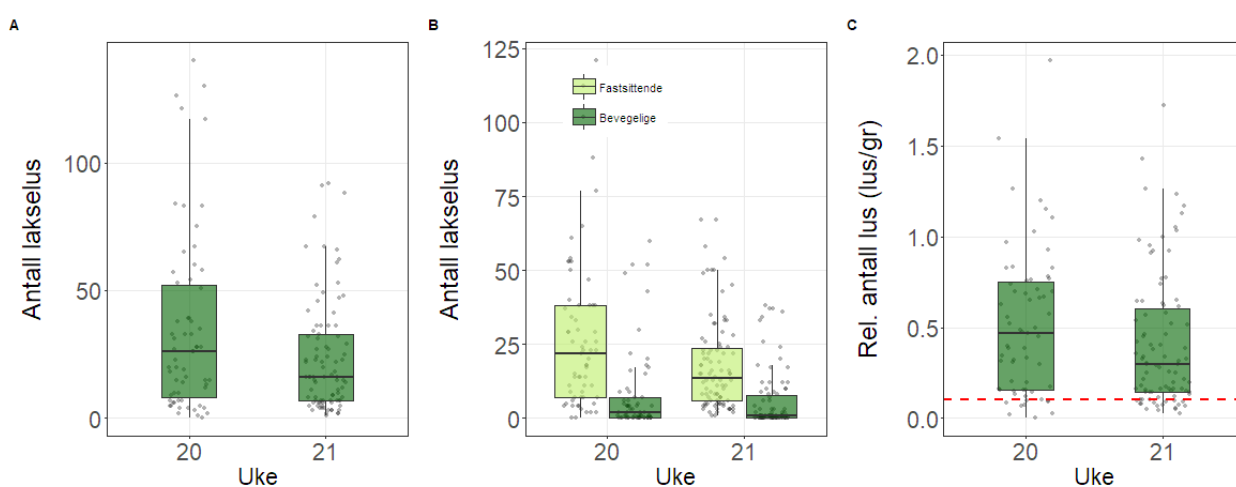 A
Antall lakselus
100
50
0
20 21
Uke
B
Antall lakselus
125
100
75
50
25
0
Fastsittende
Bevegelige
20 21
Uke
C
Rel. antall lus (lus/gr)
2.0
1.5
1.0
0.5
0.0
20 21
Uke